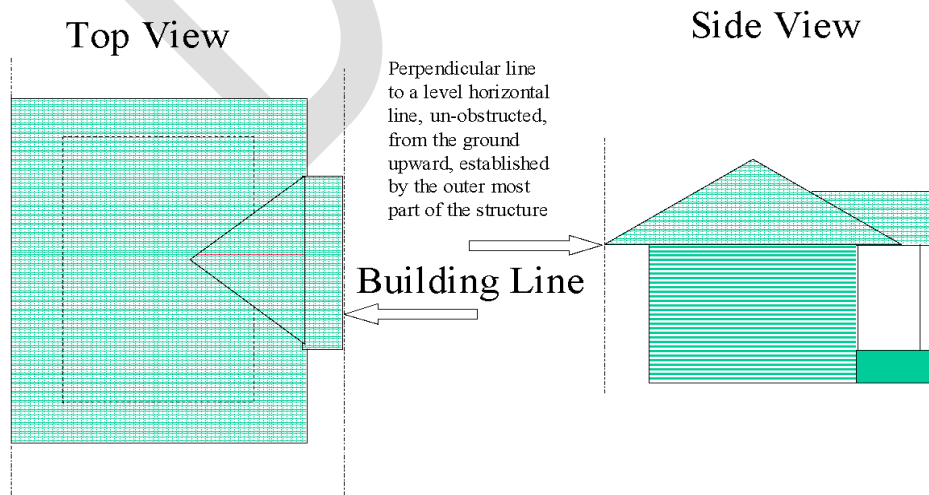 Top View
Side View
Perpendicular line
to a level horizontal
line, un-obstructed,
from the ground
upward, established
by the outer most
part of the structure
Building Line